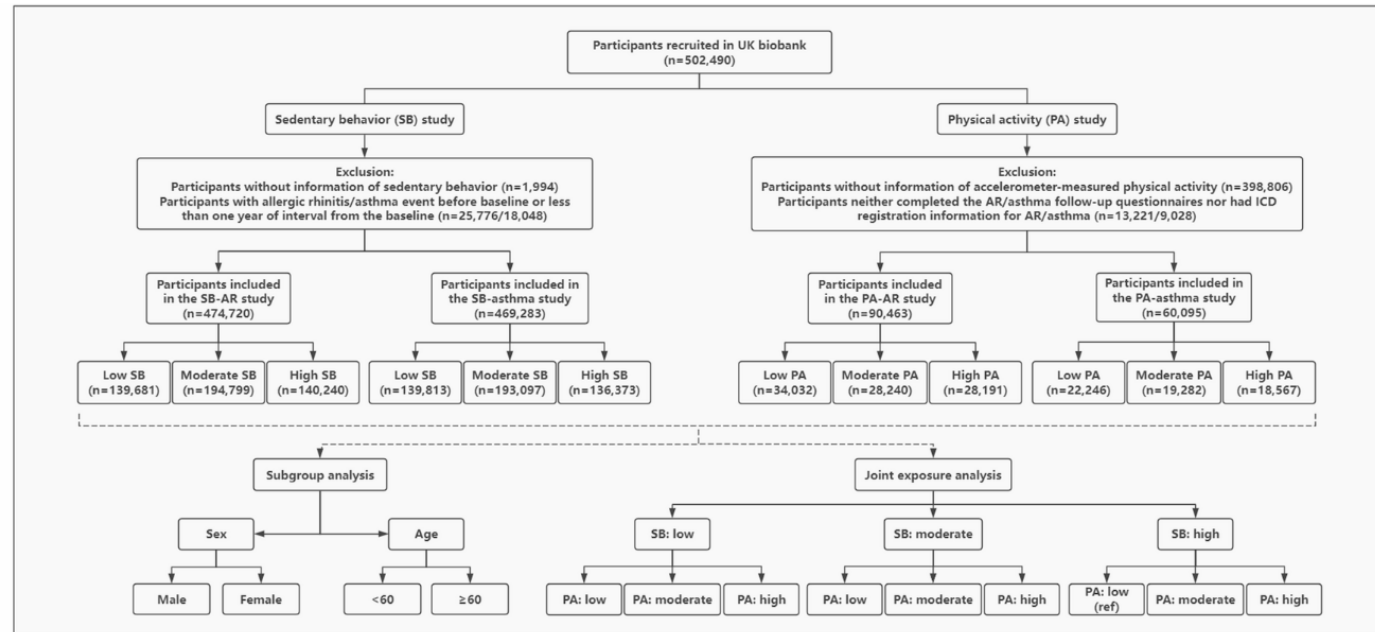 Participants recruited in UK biobank
(n=502,490)
Sedentary behavior (SB) study
Physical activity (PA) study
Exclusion:
Participants without information of sedentary behavior (n=1,994)
Participants with allergic rhinitis/asthma event before baseline or less
than one year of interval from the baseline (n=25,776/18,048)
Exclusion:
Participants without information of accelerometer-measured physical activity (n=398,806)
Participants neither completed the AR/asthma follow-up questionnaires nor had ICD
registration information for AR/asthma (n=13,221/9,028)
Participants included
in the SB-AR study
(n=474,720)
Participants included in
the SB-asthma study
(n=469,283)
Participants included
in the PA-AR study
(n=90,463)
Participants included in
the PA-asthma study
(n=60,095)
Low SB
(n=139,681)
Moderate SB
(n=194,799)
High SB
(n=140,240)
Low SB
(n=139,813)
Moderate SB
(n=193,097)
High SB
(n=136,373)
Low PA
(n=34,032)
Moderate PA
(n=28,240)
High PA
(n=28,191)
Low PA
(n=22,246)
Moderate PA
(n=19,282)
High PA
(n=18,567)
Subgroup analysis
Joint exposure analysis
Sex
Age
SB: low
SB: moderate
SB: high
Male
Female
<60
≥60
PA: low
PA: moderate
PA: high
PA: low
PA: moderate
PA: high
PA: low
(ref)
PA: moderate
PA: high